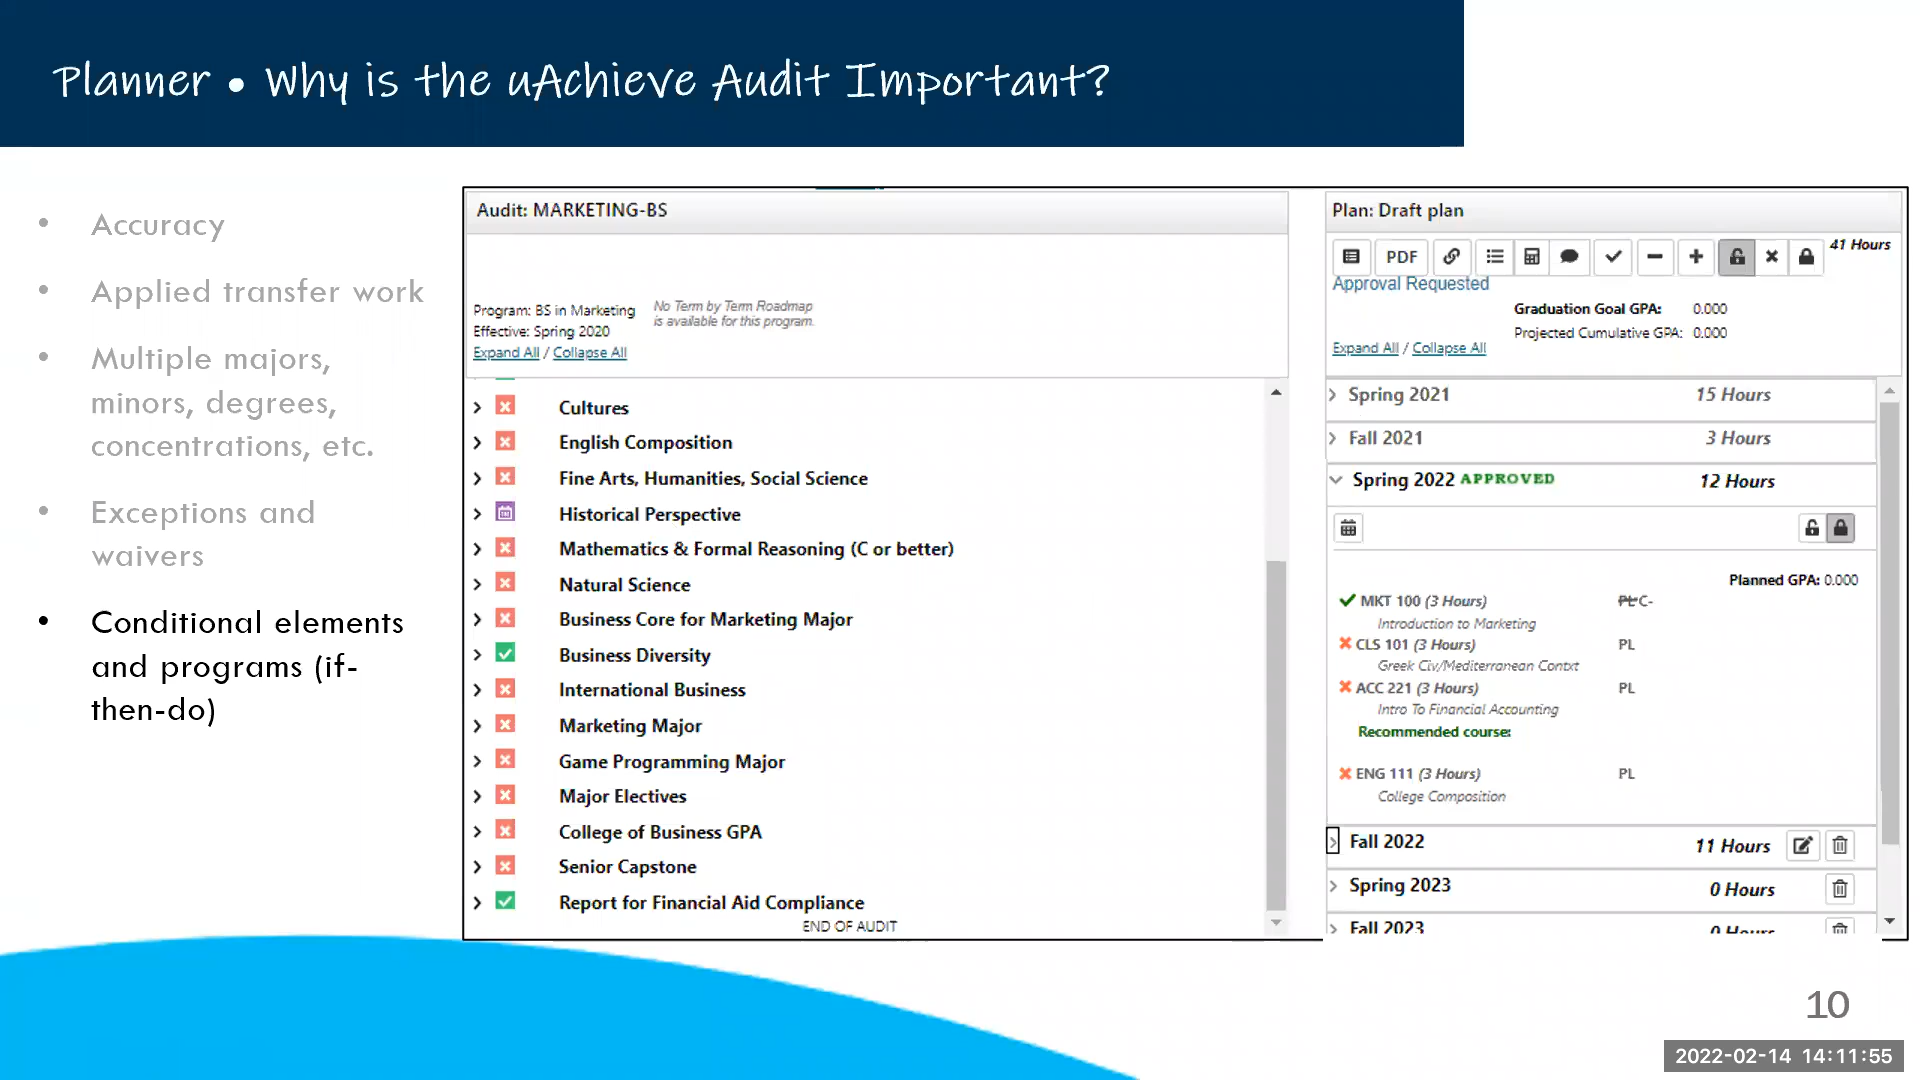 Planner • Why is the uAchieve Audit Important?
• Accuracy
• Applied transfer work
• Multiple majors,
minors, degrees,
concentrations, etc.
• Exceptions and
waivers
• Conditional elements
and programs (if-
then-do)
Audit: MARKETING-BS
Program: BS in Marketing
Effective: Spring 2020
Expand All / Collapse All
No Term by Term Roadmap
is available for this program.
Cultures
English Composition
Fine Arts, Humanities, Social Science
Historical Perspective
Mathematics & Formal Reasoning (C or better)
Natural Science
Business Core for Marketing Major
Business Diversity
International Business
Marketing Major
Game Programming Major
Major Electives
College of Business GPA
Senior Capstone
Report for Financial Aid Compliance
END OF AUDIT
Plan: Draft plan
PDF
41 Hours
Approval Requested
Graduation Goal GPA: 0.000
Projected Cumulative GPA: 0.000
Expand All / Collapse All
Spring 2021 15 Hours
Fall 2021 3 Hours
Spring 2022 APPROVED 12 Hours
Planned GPA: 0.000
MKT 100 (3 Hours) PL C-
Introduction to Marketing
CLS 101 (3 Hours) PL
Greek Civ/Mediterranean Contxt
ACC 221 (3 Hours) PL
Intro To Financial Accounting
Recommended course:
ENG 111 (3 Hours) PL
College Composition
Fall 2022 11 Hours
Spring 2023 0 Hours
Fall 2023 0 Hours
10
2022-02-14 14:11:55